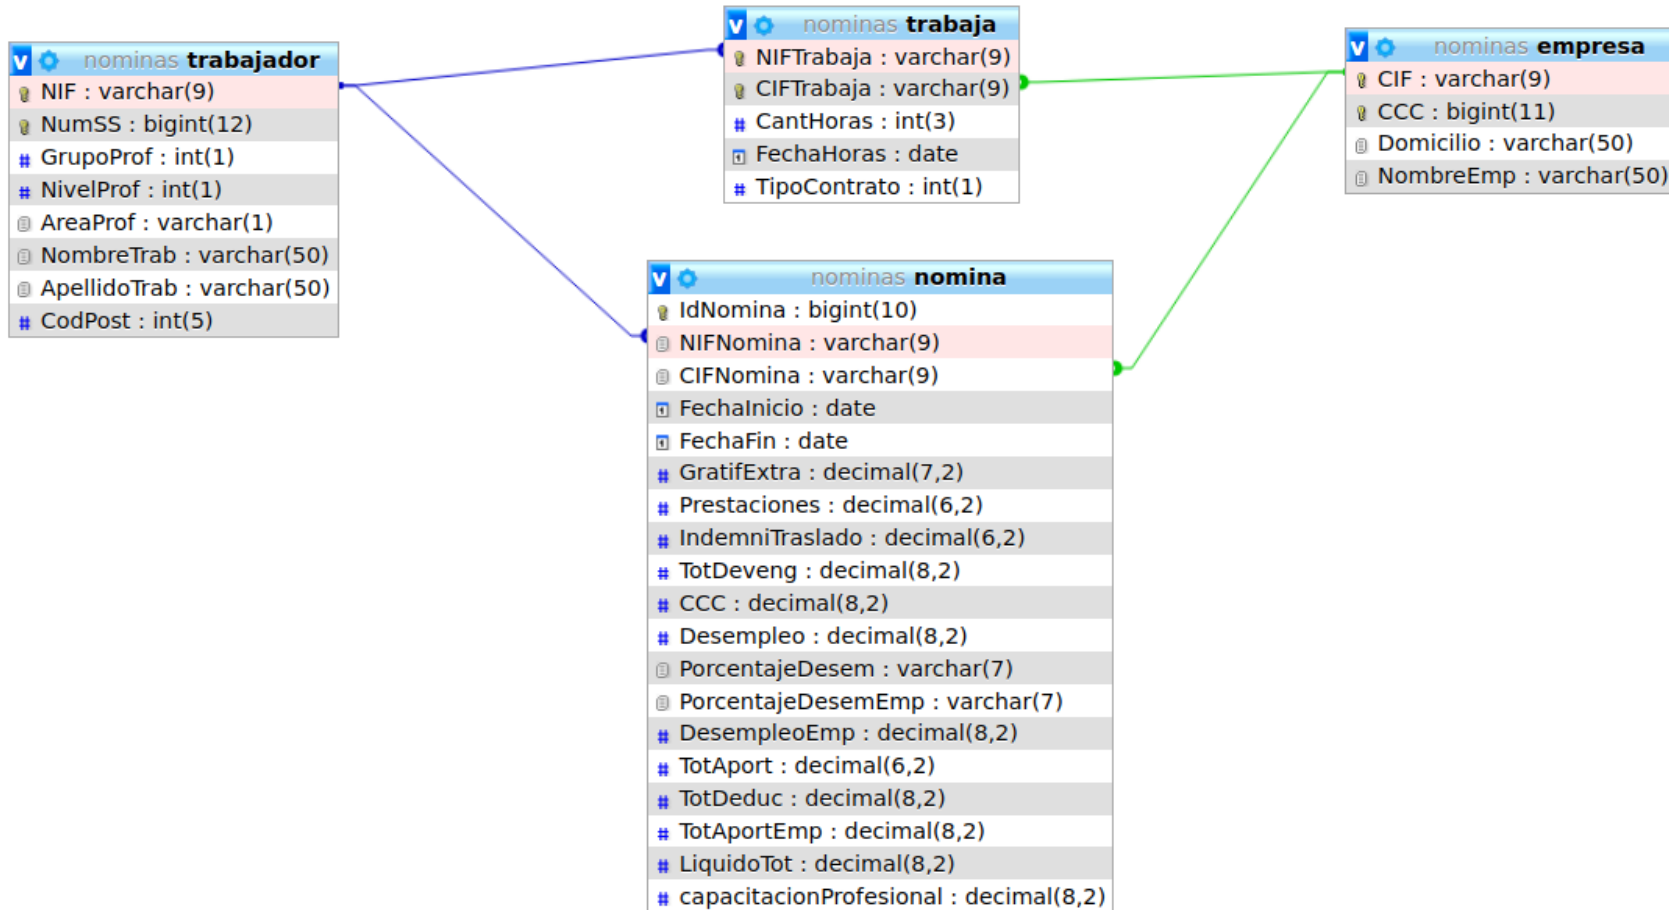 v nominas trabajador
NIF : varchar(9)
NumSS : bigint(12)
GrupoProf : int(1)
NivelProf : int(1)
AreaProf : varchar(1)
NombreTrab : varchar(50)
ApellidoTrab : varchar(50)
CodPost : int(5)
v nominas trabaja
NIFTrabaja : varchar(9)
CIFTrabaja : varchar(9)
CantHoras : int(3)
FechaHoras : date
TipoContrato : int(1)
v nominas empresa
CIF : varchar(9)
CCC : bigint(11)
Domicilio : varchar(50)
NombreEmp : varchar(50)
v nominas nomina
IdNomina : bigint(10)
NIFNomina : varchar(9)
CIFNomina : varchar(9)
FechaInicio : date
FechaFin : date
GratifExtra : decimal(7,2)
Prestaciones : decimal(6,2)
IndemniTraslado : decimal(6,2)
TotDeveng : decimal(8,2)
CCC : decimal(8,2)
Desempleo : decimal(8,2)
PorcentajeDesem : varchar(7)
PorcentajeDesemEmp : varchar(7)
DesempleoEmp : decimal(8,2)
TotAport : decimal(6,2)
TotDeduc : decimal(8,2)
TotAportEmp : decimal(8,2)
LiquidoTot : decimal(8,2)
capacitacionProfesional : decimal(8,2)